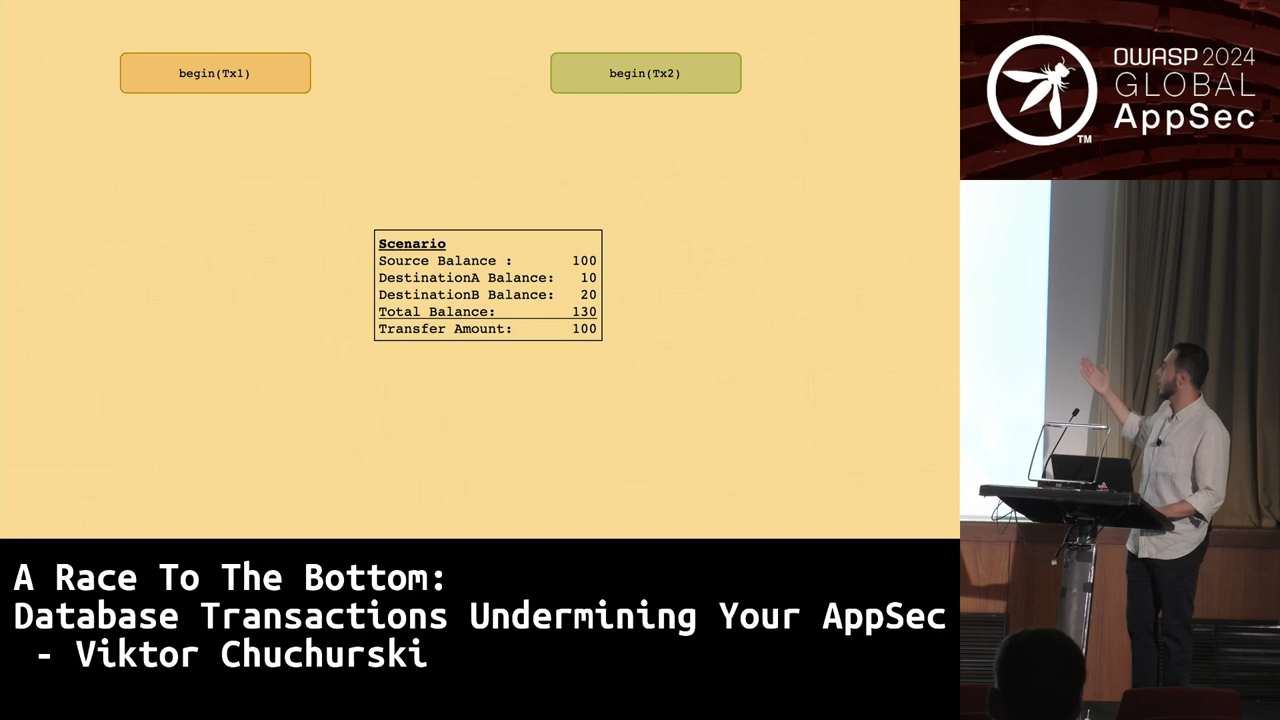 begin(Tx1)
begin(Tx2)
Scenario
Source Balance : 100
DestinationA Balance: 10
DestinationB Balance: 20
Total Balance: 130
Transfer Amount: 100
OWASP 2024
GLOBAL
AppSec
TM
A Race To The Bottom:
Database Transactions Undermining Your AppSec
- Viktor Chuchurski